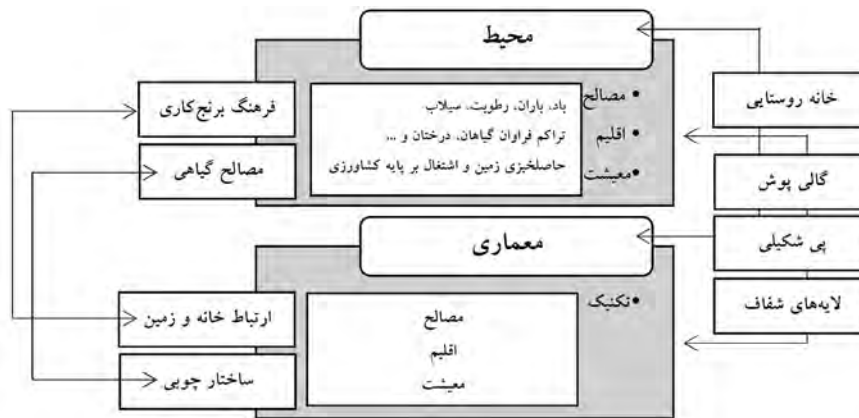 محیط
خانه روستایی
گالی پوش
پی شکیلی
لایه‌های شفاف
• مصالح
• اقلیم
•معیشت
باد، باران، رطوبت، سیلاب
تراکم فراوان گیاهان، درختان و ...
حاصلخیزی زمین و اشتغال بر پایه کشاورزی
فرهنگ برنج‌کاری
مصالح گیاهی
معماری
•تکنیک
مصالح
اقلیم
معیشت
ارتباط خانه و زمین
ساختار چوبی